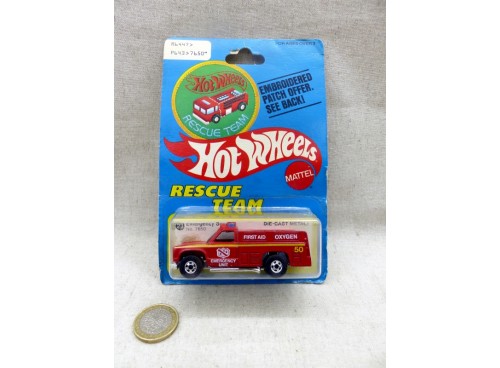 HOT WHEELS
RESCUE TEAM
EMBROIDERED
PATCH OFFER.
SEE BACK!
HOT WHEELS
MATTEL
RESCUE
TEAM
Emergency
DIE-CAST METAL
FIRST AID OXYGEN
50
EMERGENCY
UNIT